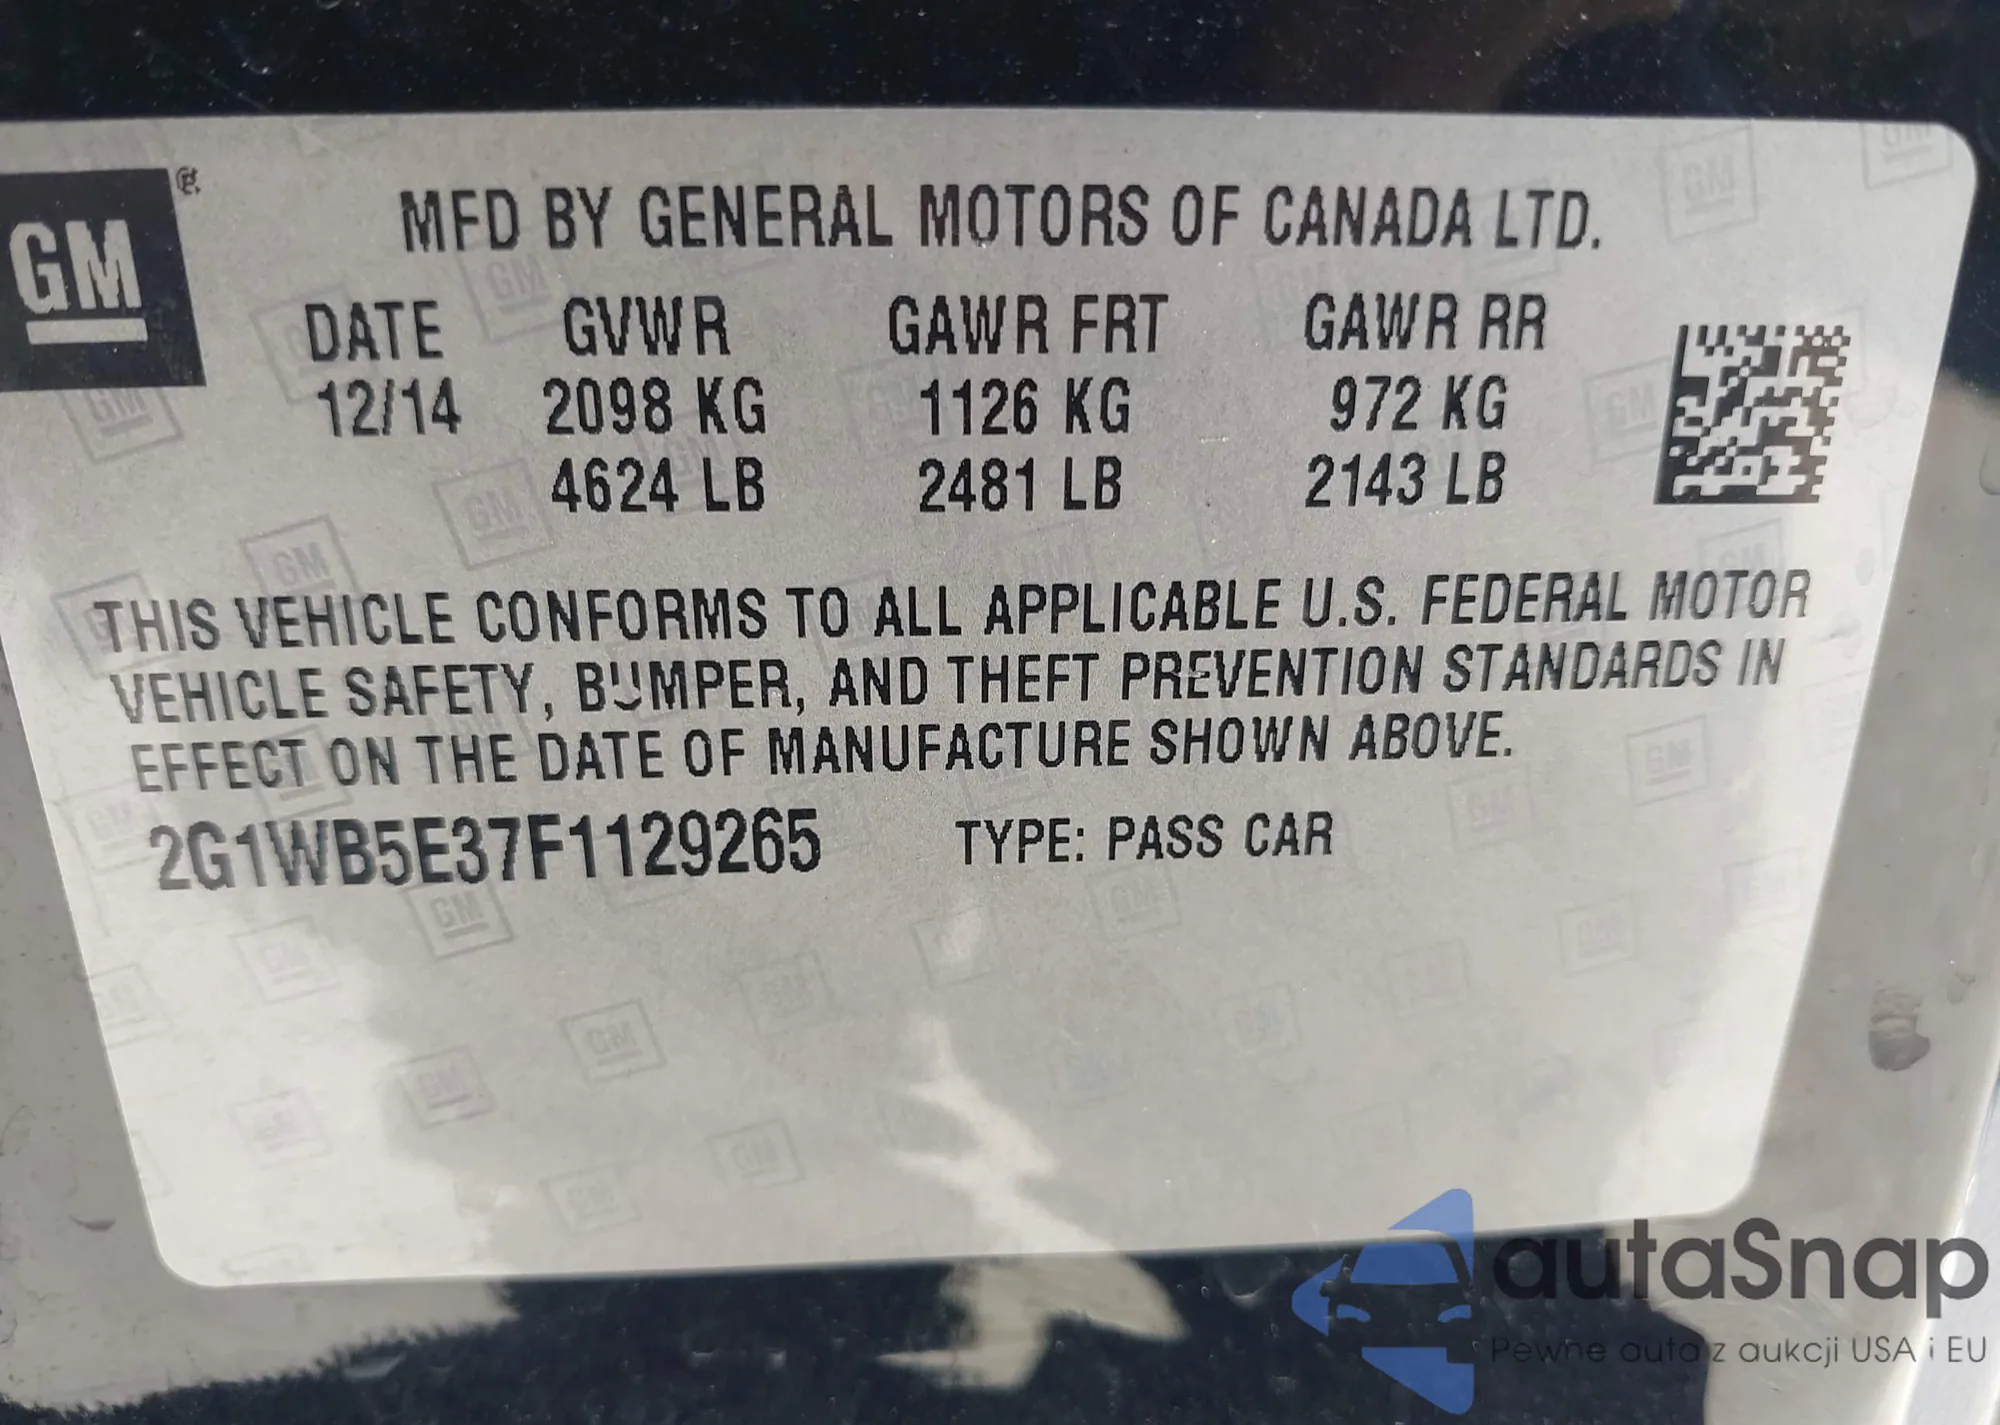 GM
MFD BY GENERAL MOTORS OF CANADA LTD.
DATE GVWR GAWR FRT GAWR RR
12/14 2098 KG 1126 KG 972 KG
4624 LB 2481 LB 2143 LB
THIS VEHICLE CONFORMS TO ALL APPLICABLE U.S. FEDERAL MOTOR
VEHICLE SAFETY, BUMPER, AND THEFT PREVENTION STANDARDS IN
EFFECT ON THE DATE OF MANUFACTURE SHOWN ABOVE.
2G1WB5E37F1129265 TYPE: PASS CAR
autaSnap
Pewne auta z aukcji USA i EU